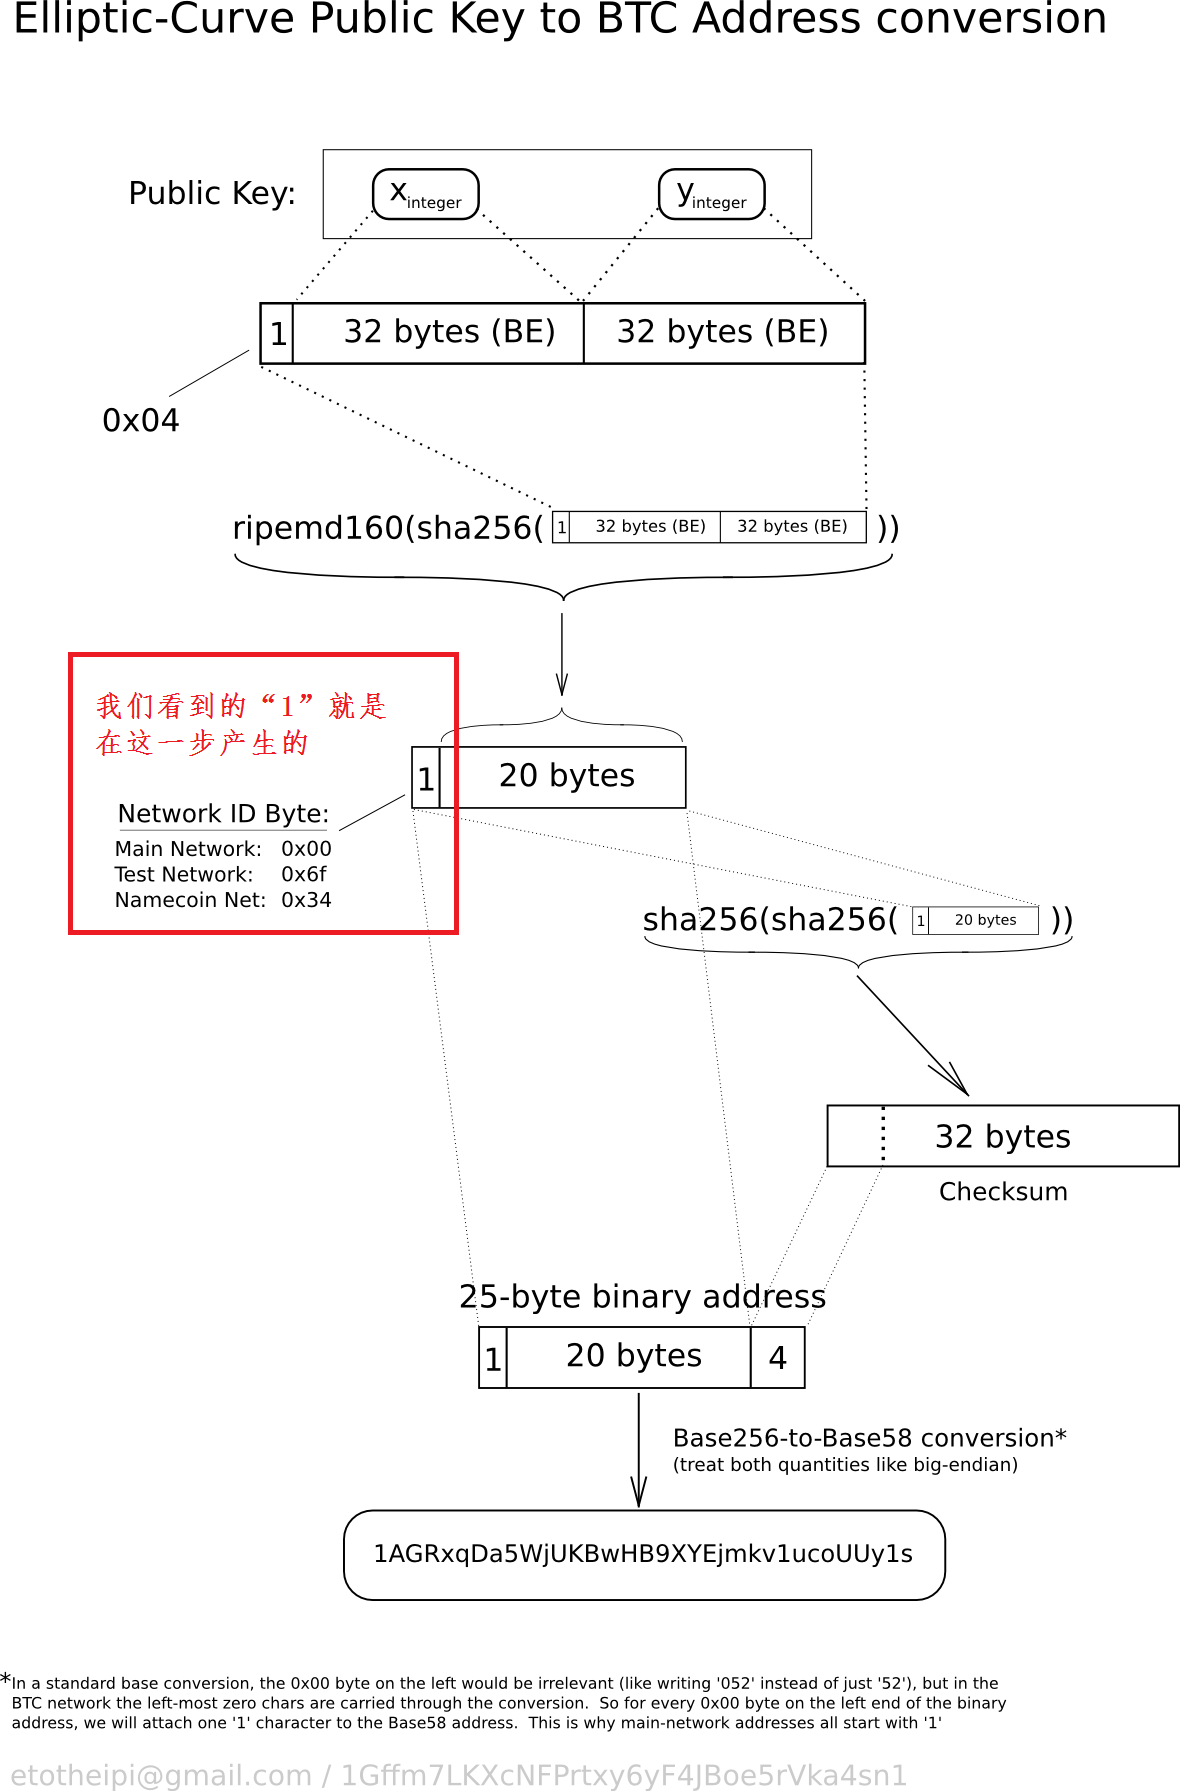 Elliptic-Curve Public Key to BTC Address conversion
Public Key:
xinteger
yinteger
1
32 bytes (BE)
32 bytes (BE)
0x04
ripemd160(sha256(
1
32 bytes (BE)
32 bytes (BE)
))
我们看到的“1”就是
在这一步产生的
1
20 bytes
Network ID Byte:
Main Network: 0x00
Test Network: 0x6f
Namecoin Net: 0x34
sha256(sha256(
1
20 bytes
))
32 bytes
Checksum
25-byte binary address
1
20 bytes
4
Base256-to-Base58 conversion*
(treat both quantities like big-endian)
1AGRxqDa5WjUKBwHB9XYEjmkv1ucoUUy1s
*In a standard base conversion, the 0x00 byte on the left would be irrelevant (like writing '052' instead of just '52'), but in the
BTC network the left-most zero chars are carried through the conversion. So for every 0x00 byte on the left end of the binary
address, we will attach one '1' character to the Base58 address. This is why main-network addresses all start with '1'
etotheipi@gmail.com / 1Gffm7LKXcNFPrtxy6yF4JBoe5rVka4sn1